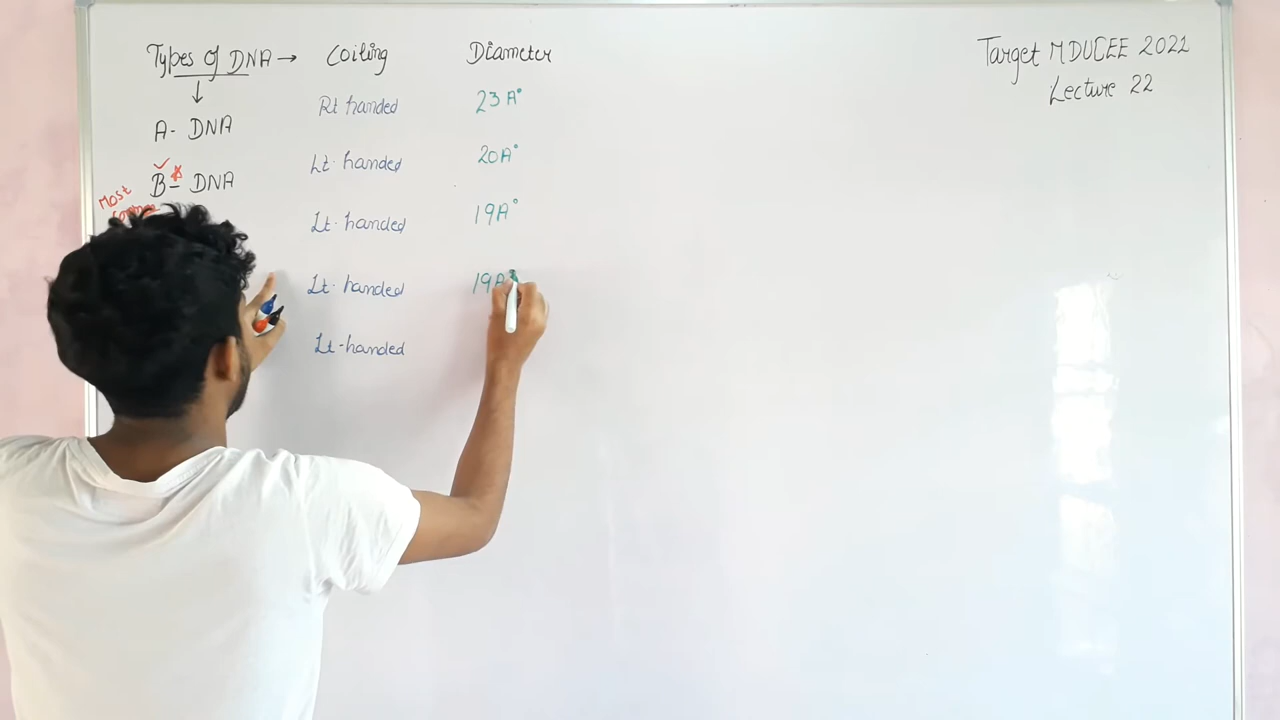 Types of DNA → Coiling Diameter
↓
Rt handed 23 A°
A- DNA
Lt. handed 20A°
B- DNA
Most
Lt. handed 19A°
Lt. handed 19A
Lt-handed
Target MDUCEE 2022
Lecture 22